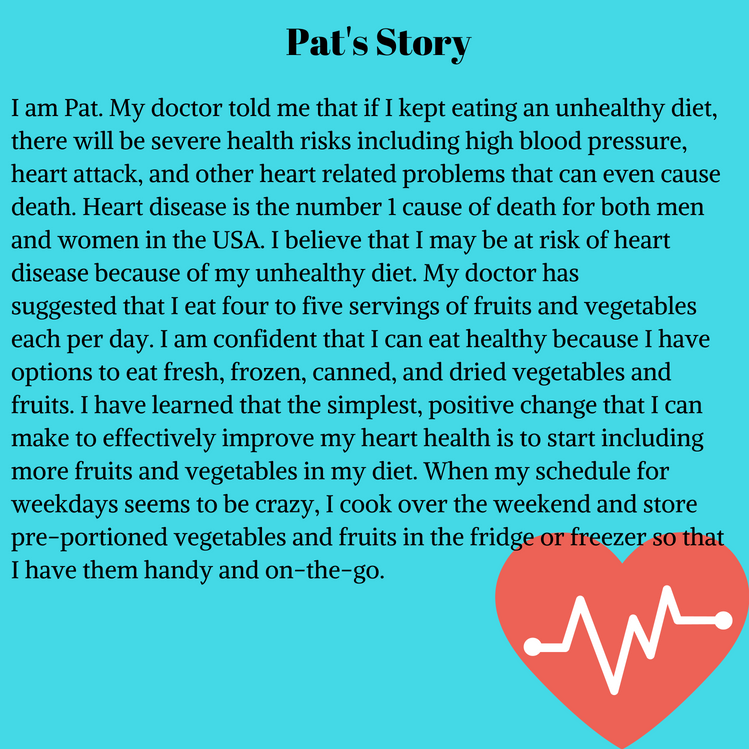 Pat's Story
I am Pat. My doctor told me that if I kept eating an unhealthy diet,
there will be severe health risks including high blood pressure,
heart attack, and other heart related problems that can even cause
death. Heart disease is the number 1 cause of death for both men
and women in the USA. I believe that I may be at risk of heart
disease because of my unhealthy diet. My doctor has
suggested that I eat four to five servings of fruits and vegetables
each per day. I am confident that I can eat healthy because I have
options to eat fresh, frozen, canned, and dried vegetables and
fruits. I have learned that the simplest, positive change that I can
make to effectively improve my heart health is to start including
more fruits and vegetables in my diet. When my schedule for
weekdays seems to be crazy, I cook over the weekend and store
pre-portioned vegetables and fruits in the fridge or freezer so that
I have them handy and on-the-go.